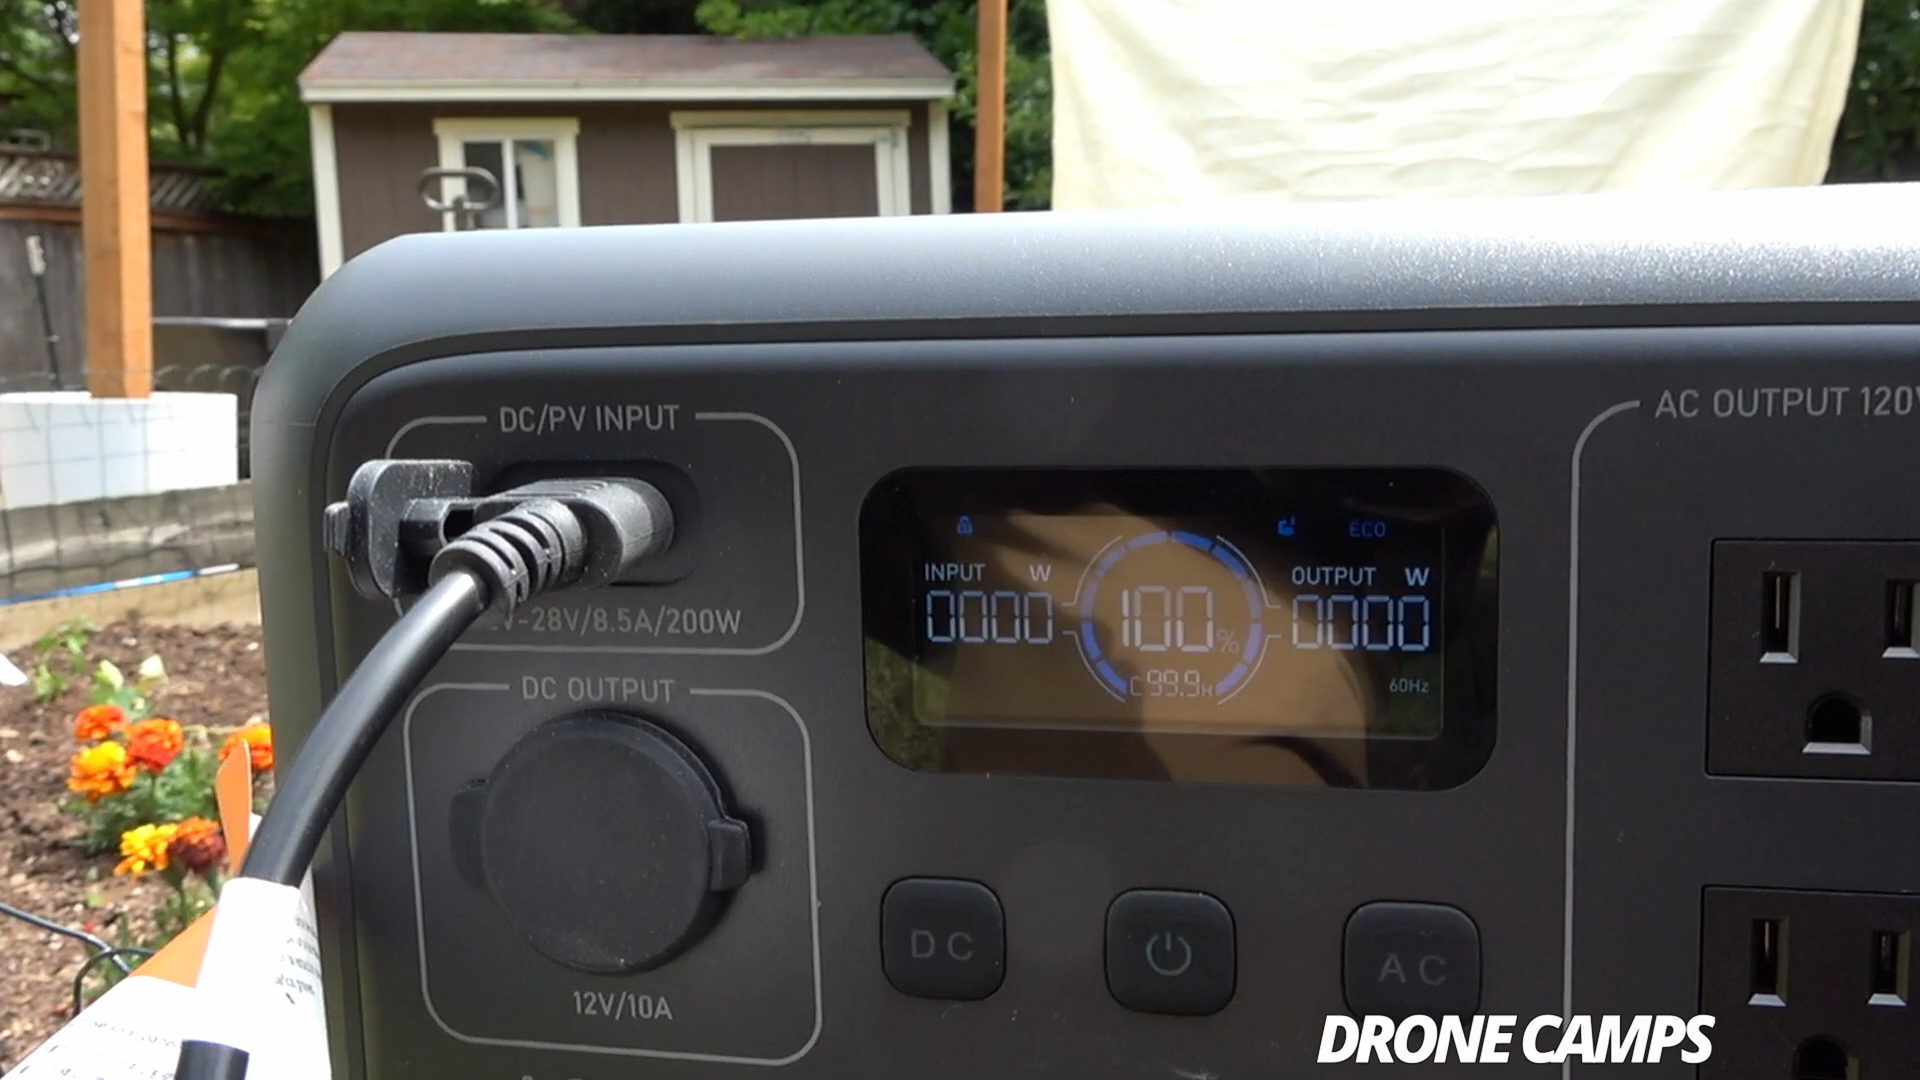 DC/PV INPUT
V-28V/8.5A/200W
DC OUTPUT
12V/10A
ECO
INPUT W
0000
100%
99.9H
OUTPUT W
0000
60Hz
DC
AC
AC OUTPUT 120V
DRONE CAMPS